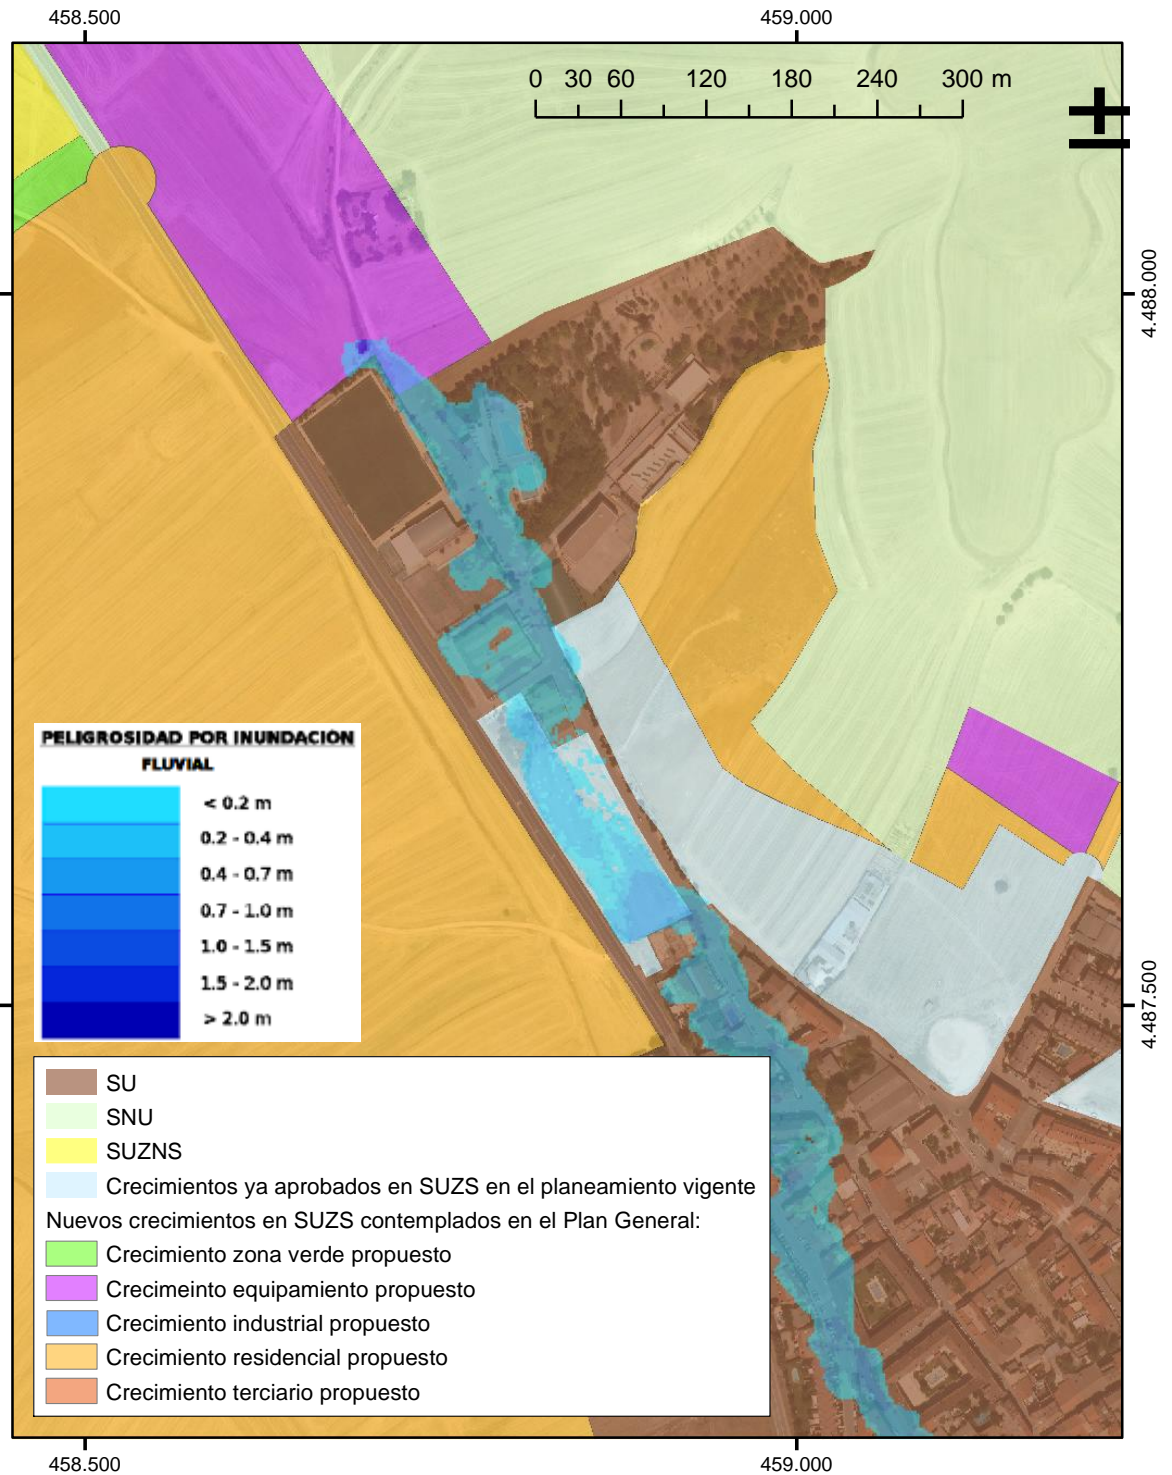 458.500
459.000
0 30 60 120 180 240 300 m
4.488.000
PELIGROSIDAD POR INUNDACIÓN
FLUVIAL
< 0.2 m
0.2 - 0.4 m
0.4 - 0.7 m
0.7 - 1.0 m
1.0 - 1.5 m
1.5 - 2.0 m
> 2.0 m
4.487.500
SU
SNU
SUZNS
Crecimientos ya aprobados en SUZS en el planeamiento vigente
Nuevos crecimientos en SUZS contemplados en el Plan General:
Crecimiento zona verde propuesto
Crecimeinto equipamiento propuesto
Crecimiento industrial propuesto
Crecimiento residencial propuesto
Crecimiento terciario propuesto
458.500
459.000